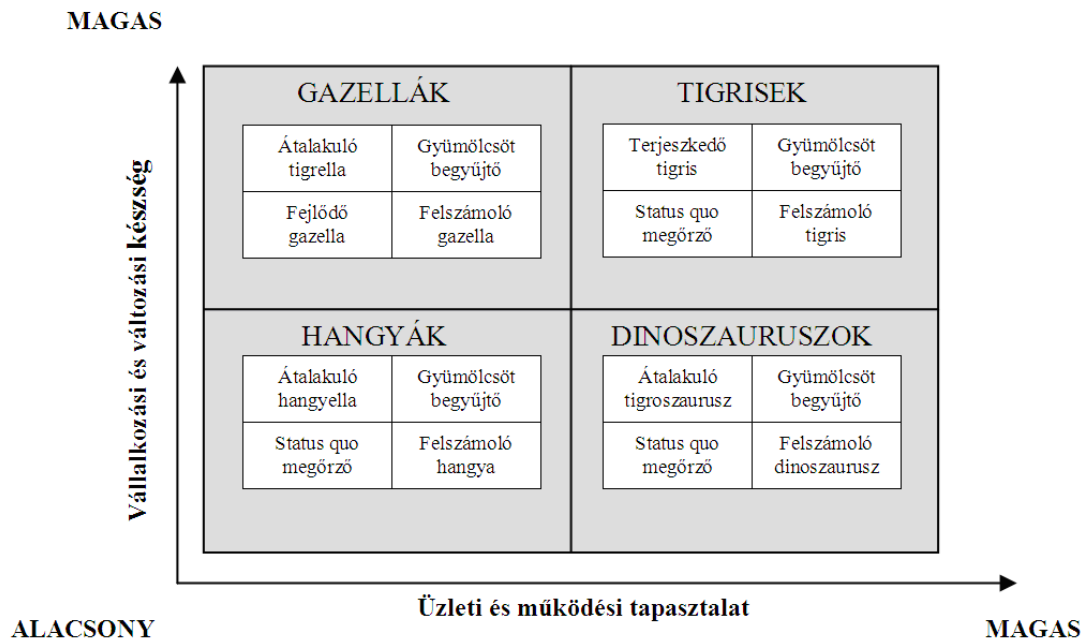 MAGAS
GAZELLÁK
Átalakuló
tigrella
Gyümölcsöt
begyűjtő
Fejlődő
gazella
Felszámoló
gazella
TIGRISEK
Terjeszkedő
tigris
Gyümölcsöt
begyűjtő
Status quo
megőrző
Felszámoló
tigris
HANGYÁK
Átalakuló
hangyella
Gyümölcsöt
begyűjtő
Status quo
megőrző
Felszámoló
hangya
DINOSZAURUSZOK
Átalakuló
tigroszaurusz
Gyümölcsöt
begyűjtő
Status quo
megőrző
Felszámoló
dinoszaurusz
Vállalkozási és változási készség
Üzleti és működési tapasztalat
ALACSONY
MAGAS